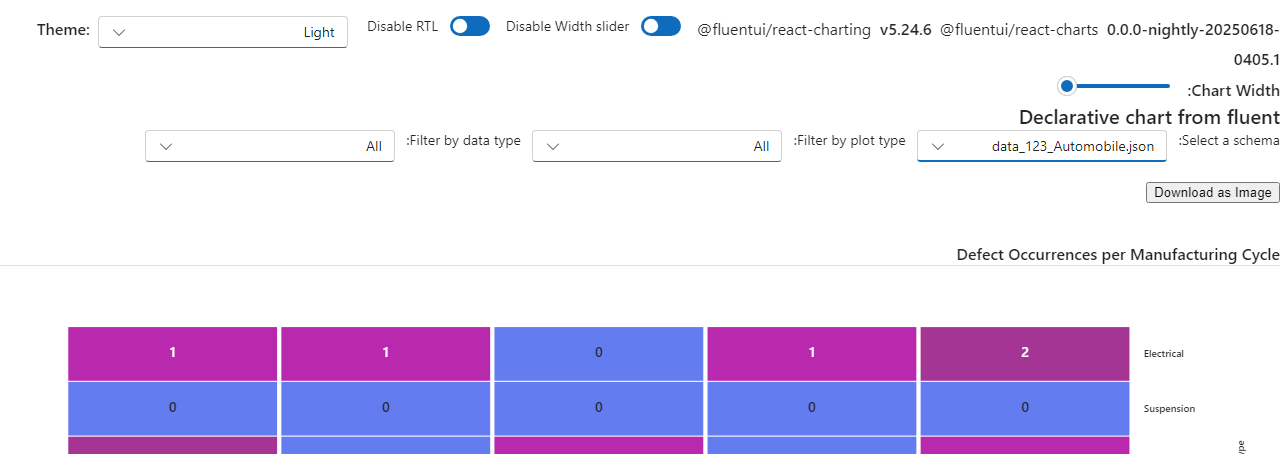 Theme: Light Disable RTL Disable Width slider @fluentui/react-charting v5.24.6 @fluentui/react-charts 0.0.0-nightly-20250618-
0405.1
:Chart Width
Declarative chart from fluent
All :Filter by data type All :Filter by plot type data_123_Automobile.json :Select a schema
Download as Image
Defect Occurrences per Manufacturing Cycle
1 1 0 1 2 Electrical
0 0 0 0 0 Suspension